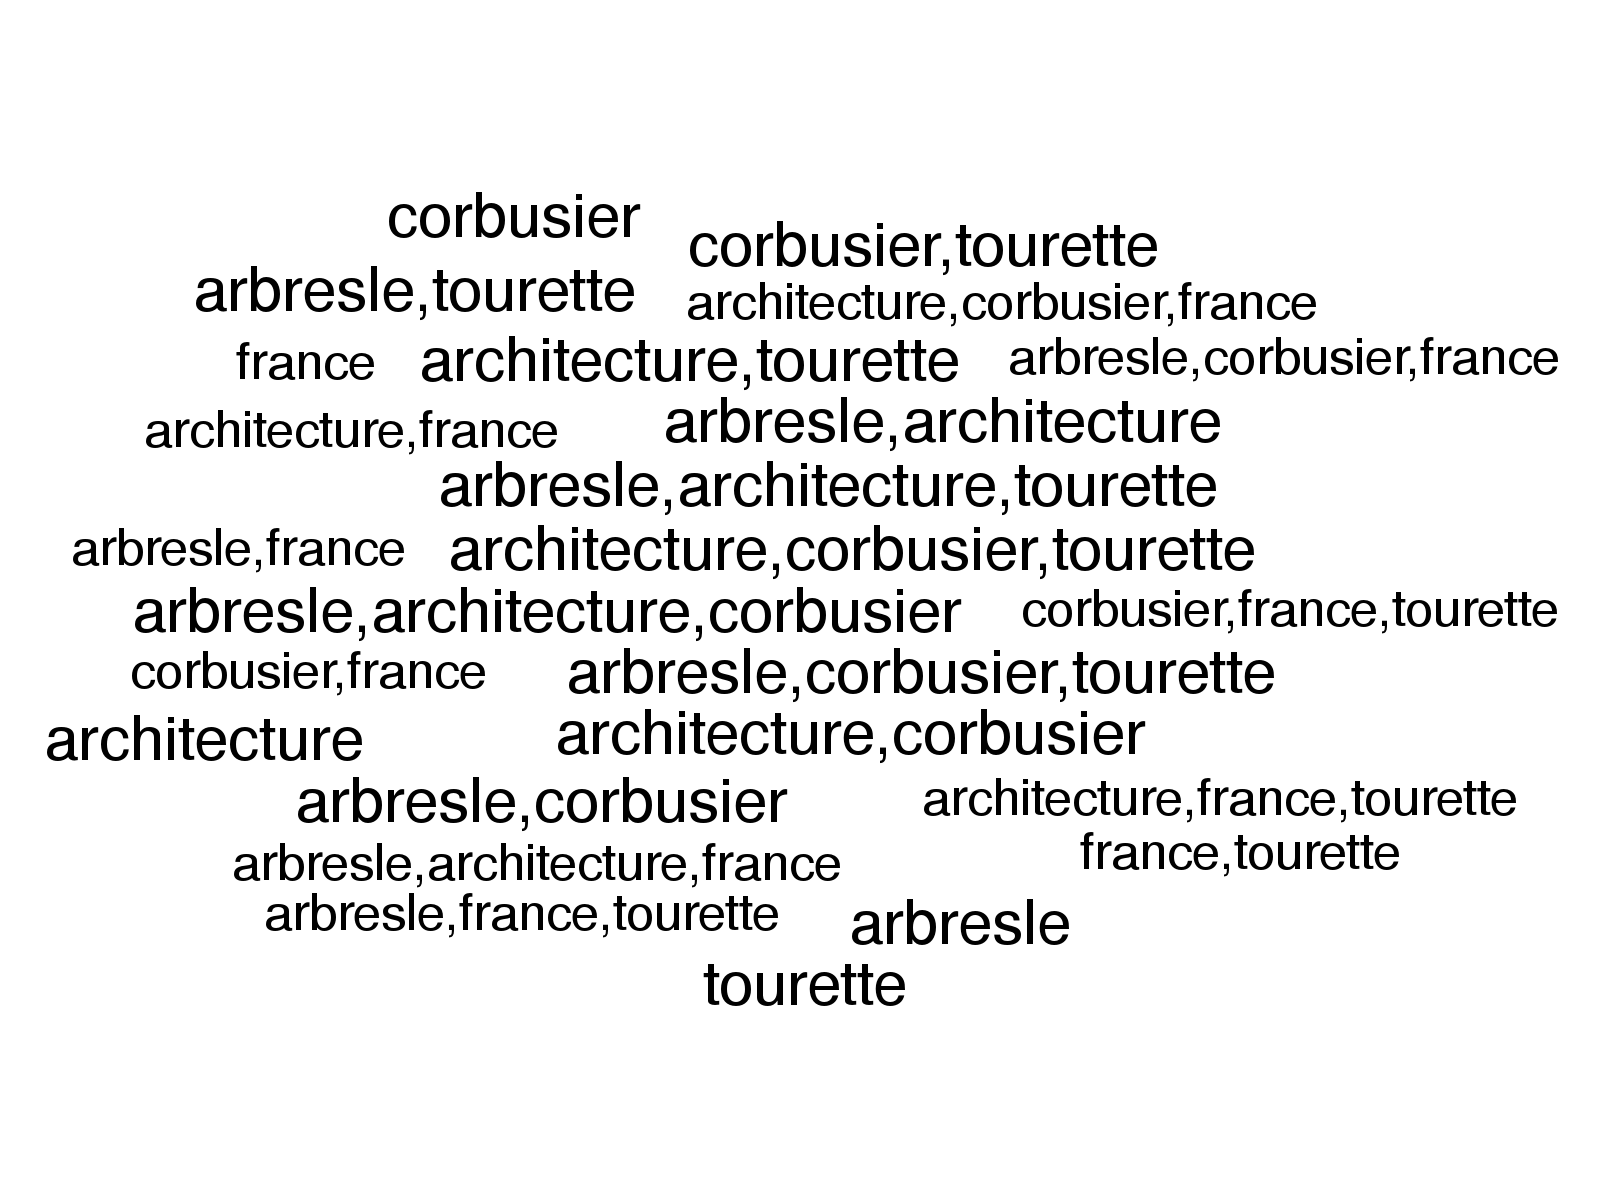 corbusier
corbusier,tourette
arbresle,tourette
architecture,corbusier,france
france
architecture,tourette
arbresle,corbusier,france
architecture,france
arbresle,architecture
arbresle,architecture,tourette
arbresle,france
architecture,corbusier,tourette
arbresle,architecture,corbusier
corbusier,france,tourette
corbusier,france
arbresle,corbusier,tourette
architecture
architecture,corbusier
arbresle,corbusier
architecture,france,tourette
arbresle,architecture,france
france,tourette
arbresle,france,tourette
arbresle
tourette